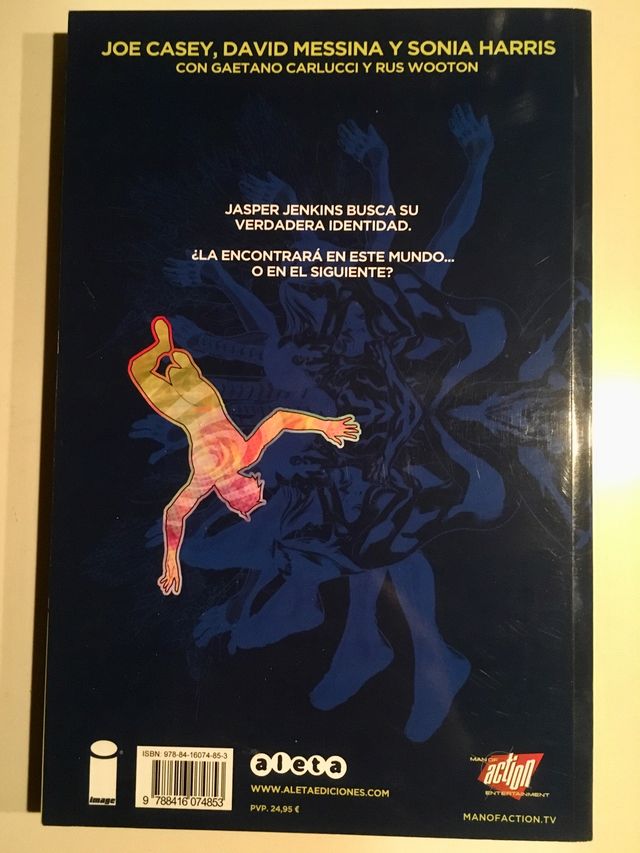 JOE CASEY, DAVID MESSINA Y SONIA HARRIS
CON GAETANO CARLUCCI Y RUS WOOTON
JASPER JENKINS BUSCA SU
VERDADERA IDENTIDAD.
¿LA ENCONTRARÁ EN ESTE MUNDO...
O EN EL SIGUIENTE?
image
ISBN: 978-84-16074-85-3
9 788416 074853
aleta
WWW.ALETAEDICIONES.COM
PVP. 24,95 €
MAN OF
action
ENTERTAINMENT
MANOFACTION.TV